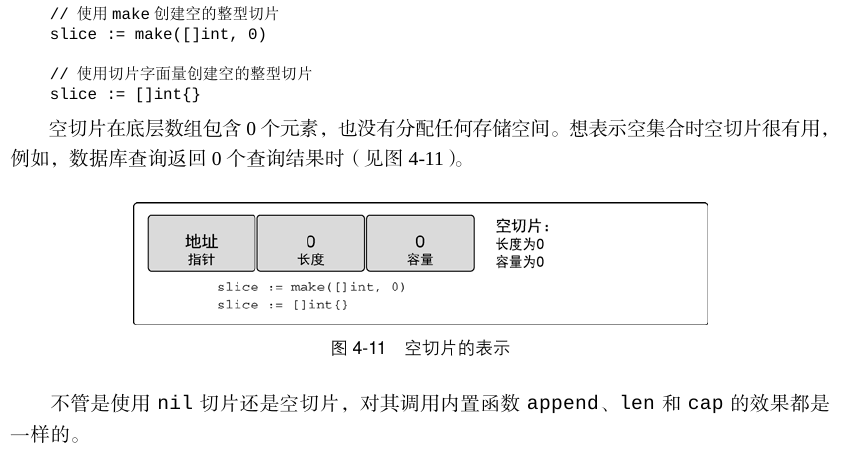 // 使用 make 创建空的整型切片
slice := make([]int, 0)
// 使用切片字面量创建空的整型切片
slice := []int{}
空切片在底层数组包含 0 个元素，也没有分配任何存储空间。想表示空集合时空切片很有用，
例如，数据库查询返回 0 个查询结果时（见图 4-11）。
地址 0 0 空切片：
指针 长度 容量 长度为0
容量为0
slice := make([]int, 0)
slice := []int{}
图 4-11 空切片的表示
不管是使用 nil 切片还是空切片，对其调用内置函数 append、len 和 cap 的效果都是
一样的。